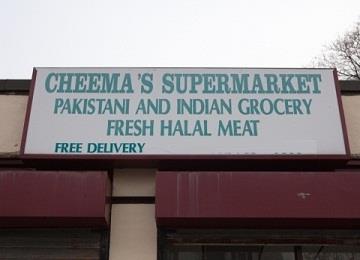 CHEEMA'S SUPERMARKET
PAKISTANI AND INDIAN GROCERY
FRESH HALAL MEAT
FREE DELIVERY